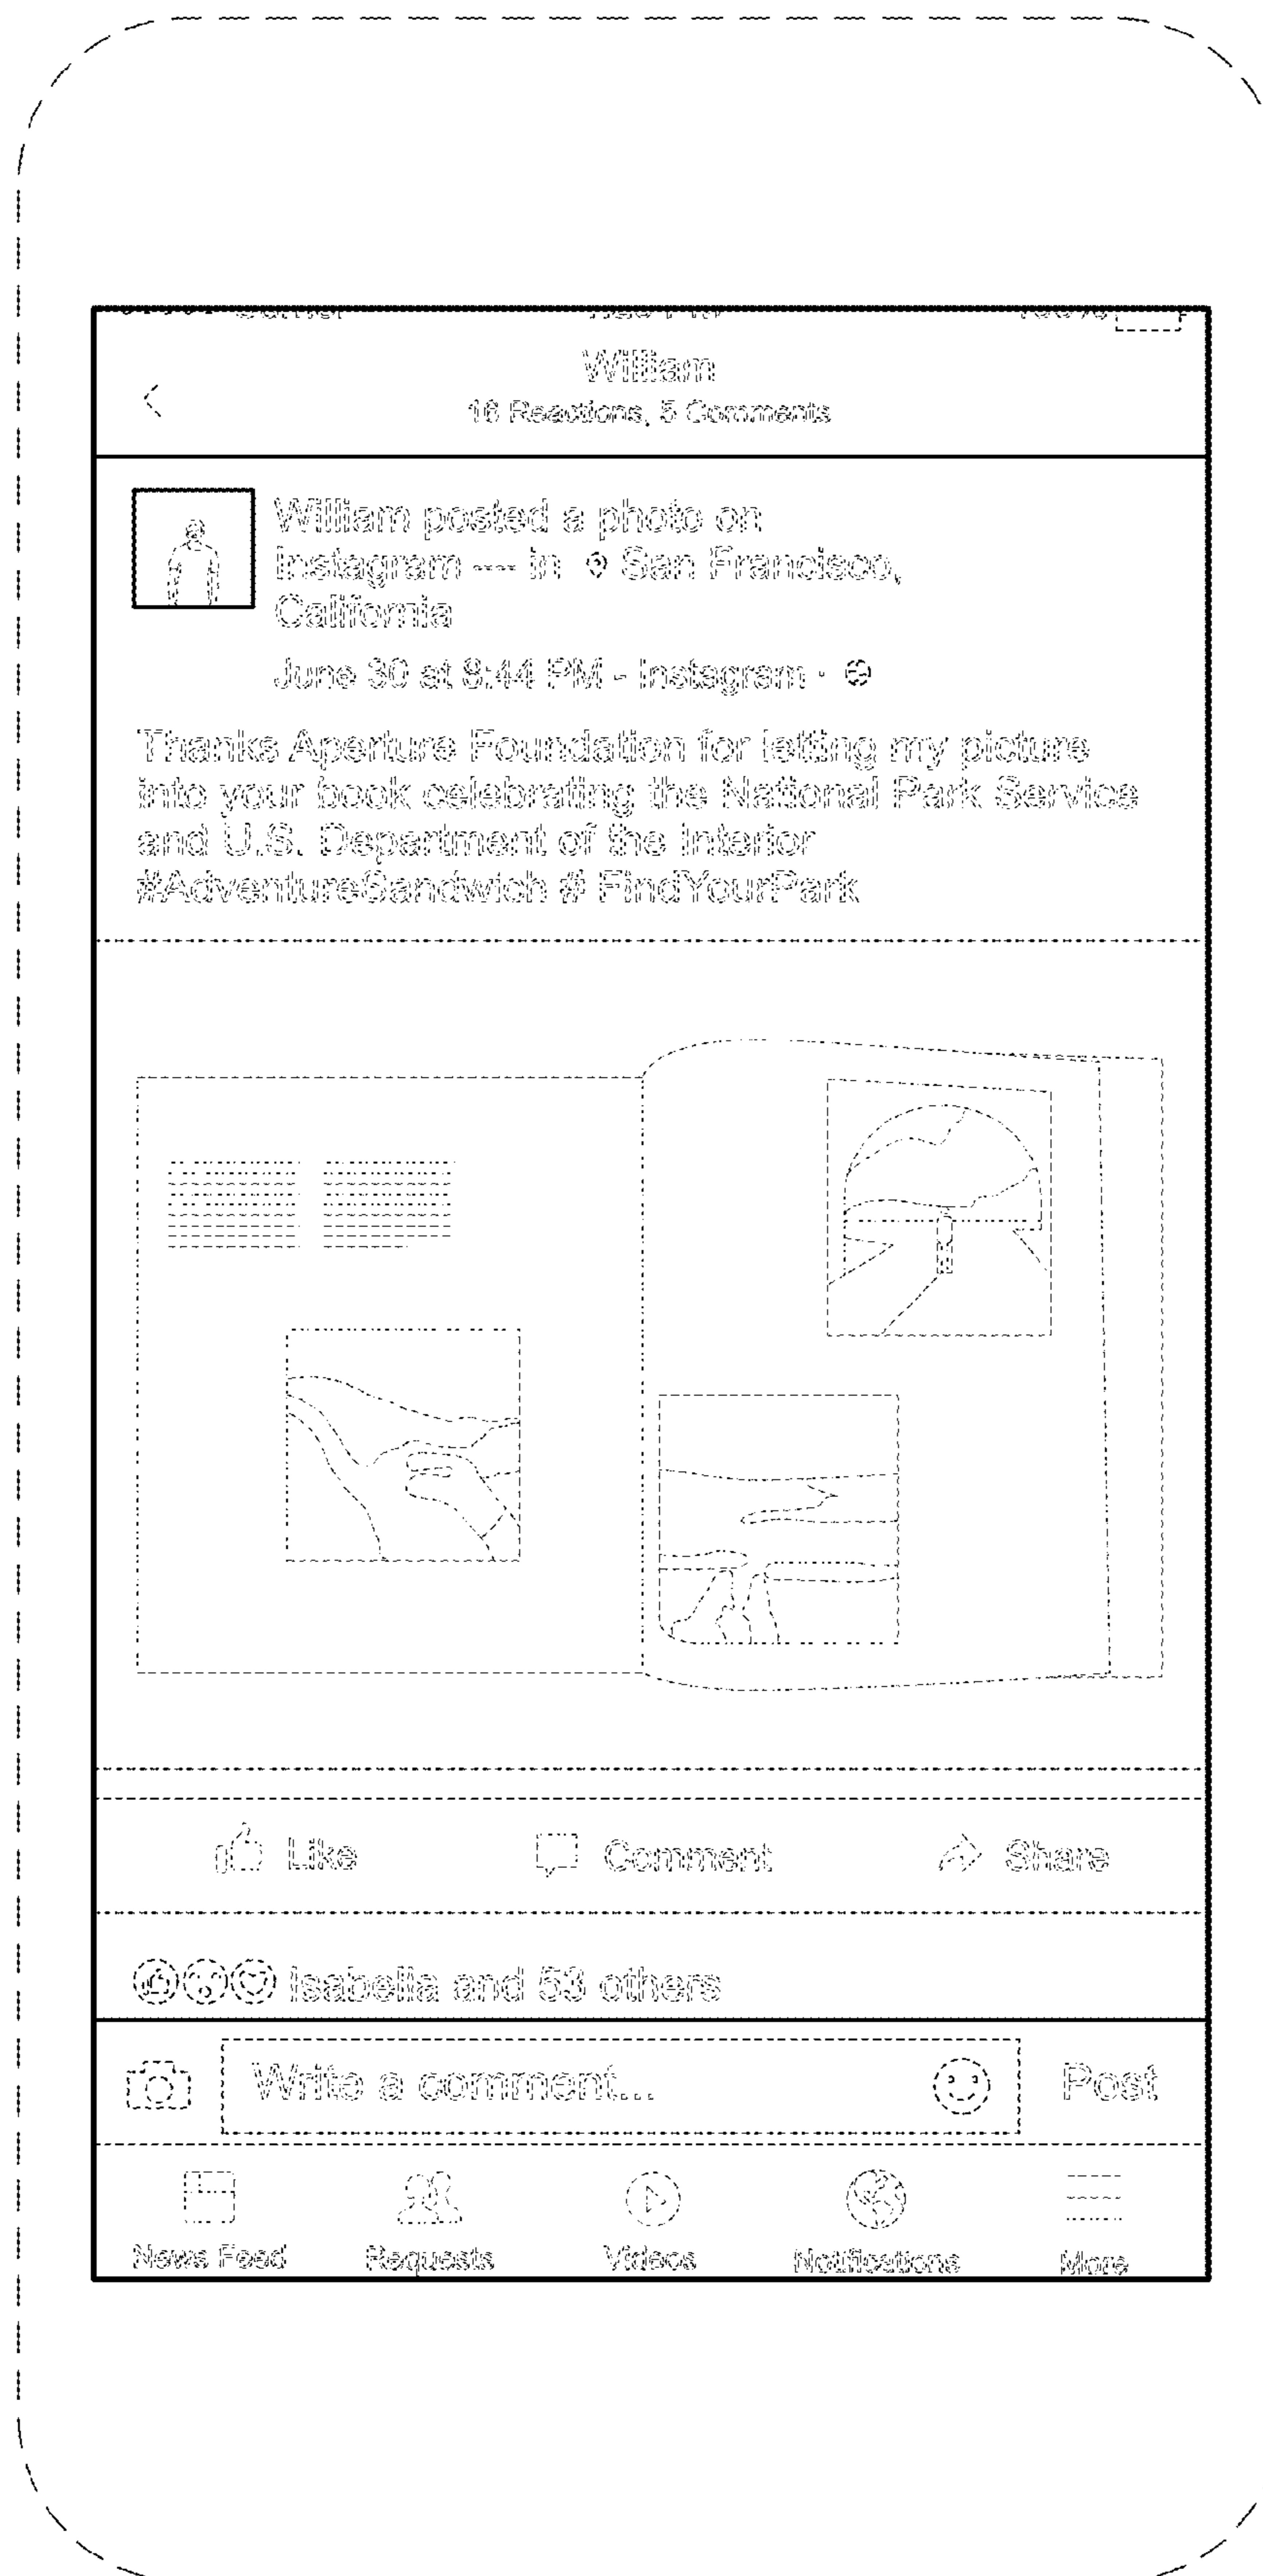 William
16 Reactions, 5 Comments
William posted a photo on
Instagram --- in San Francisco,
California
June 30 at 8:44 PM - Instagram ·
Thanks Aperture Foundation for letting my picture
into your book celebrating the National Park Service
and U.S. Department of the Interior
#AdventureSandwich # FindYourPark
Like Comment Share
Isabella and 53 others
Write a comment... Post
News Feed Requests Videos Notifications More